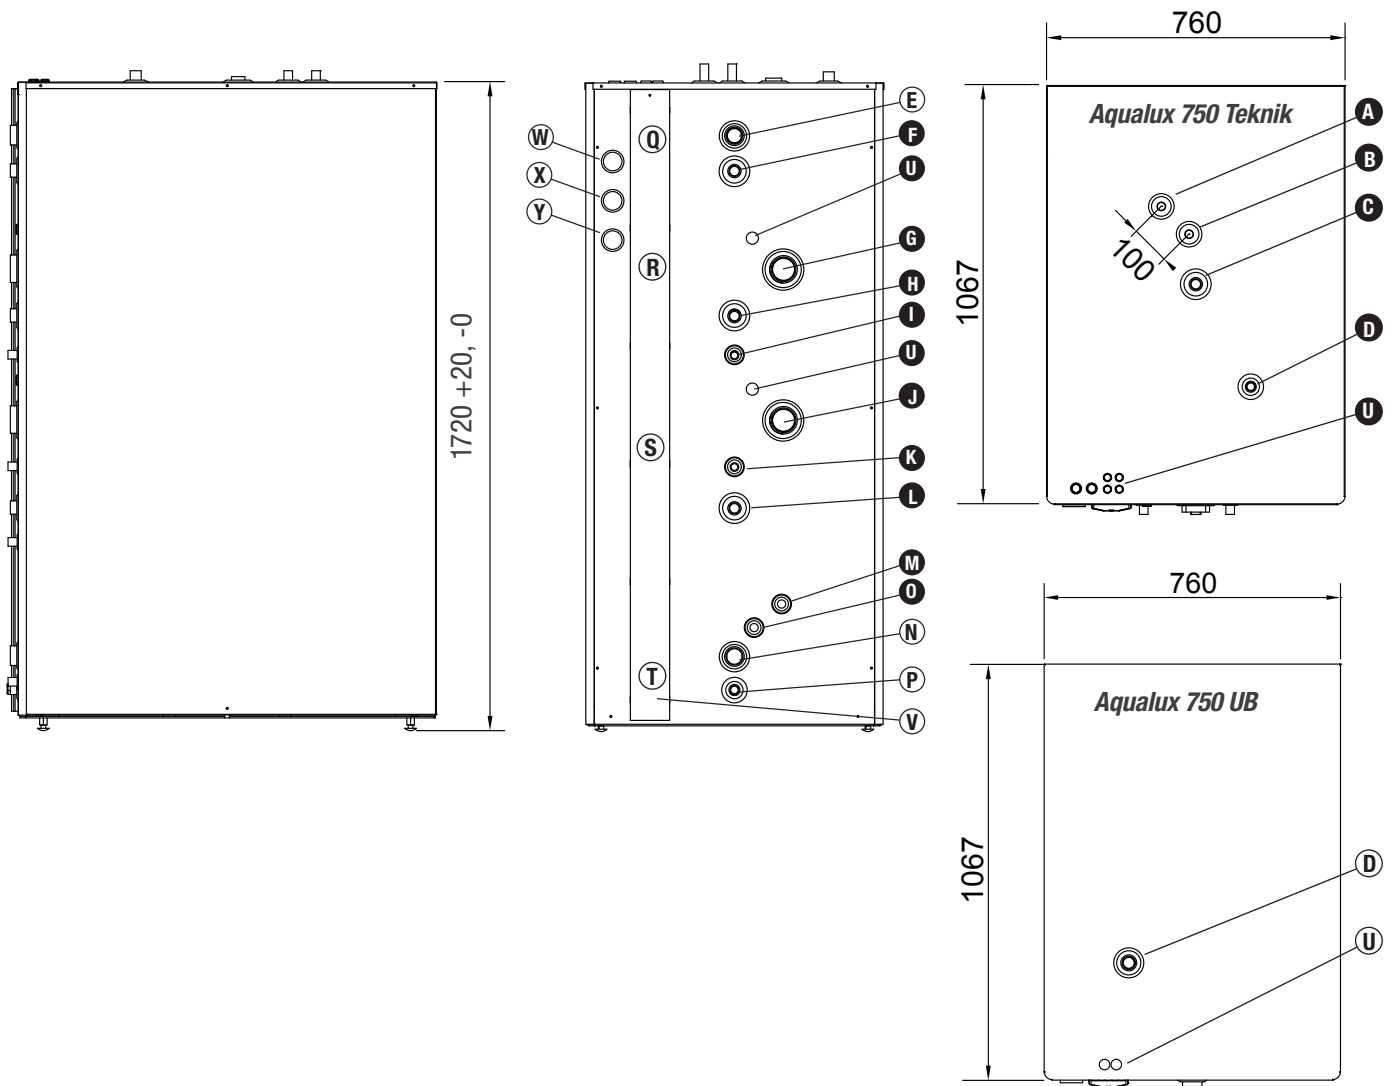 1720 +20, -0
W
X
Y
Q
R
S
T
E
F
U
G
H
I
U
J
K
L
M
O
N
P
V
760
1067
Aqualux 750 Teknik
100
A
B
C
D
U
760
1067
Aqualux 750 UB
D
U